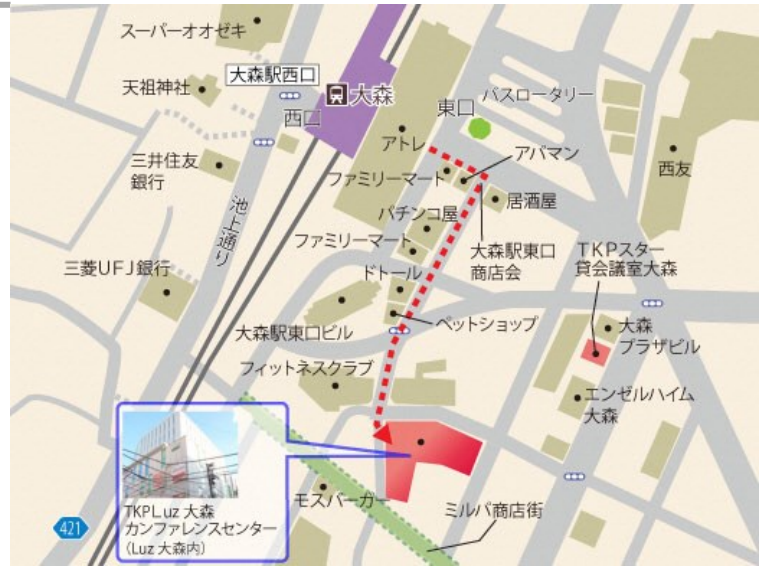 スーパーオオゼキ
大森駅西口
天祖神社
大森
西口
東口
バスロータリー
アトレ
アパマン
三井住友
銀行
ファミリーマート
西友
居酒屋
池上通り
パチンコ屋
ファミリーマート
大森駅東口
商店会
TKPスター
貸会議室大森
三菱UFJ銀行
ドトール
大森駅東口ビル
ペットショップ
大森
プラザビル
フィットネスクラブ
エンゼルハイム
大森
TKPLuz 大森
カンファレンスセンター
(Luz 大森内)
モスバーガー
ミルパ商店街
421